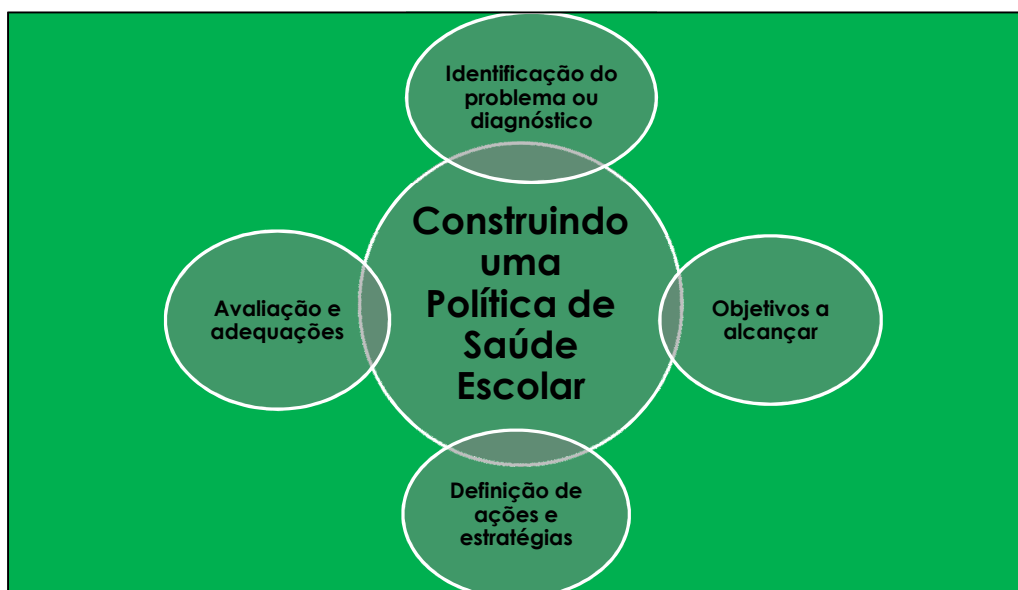 Identificação do
problema ou
diagnóstico
Construindo
uma
Política de
Saúde
Escolar
Avaliação e
adequações
Objetivos a
alcançar
Definição de
ações e
estratégias